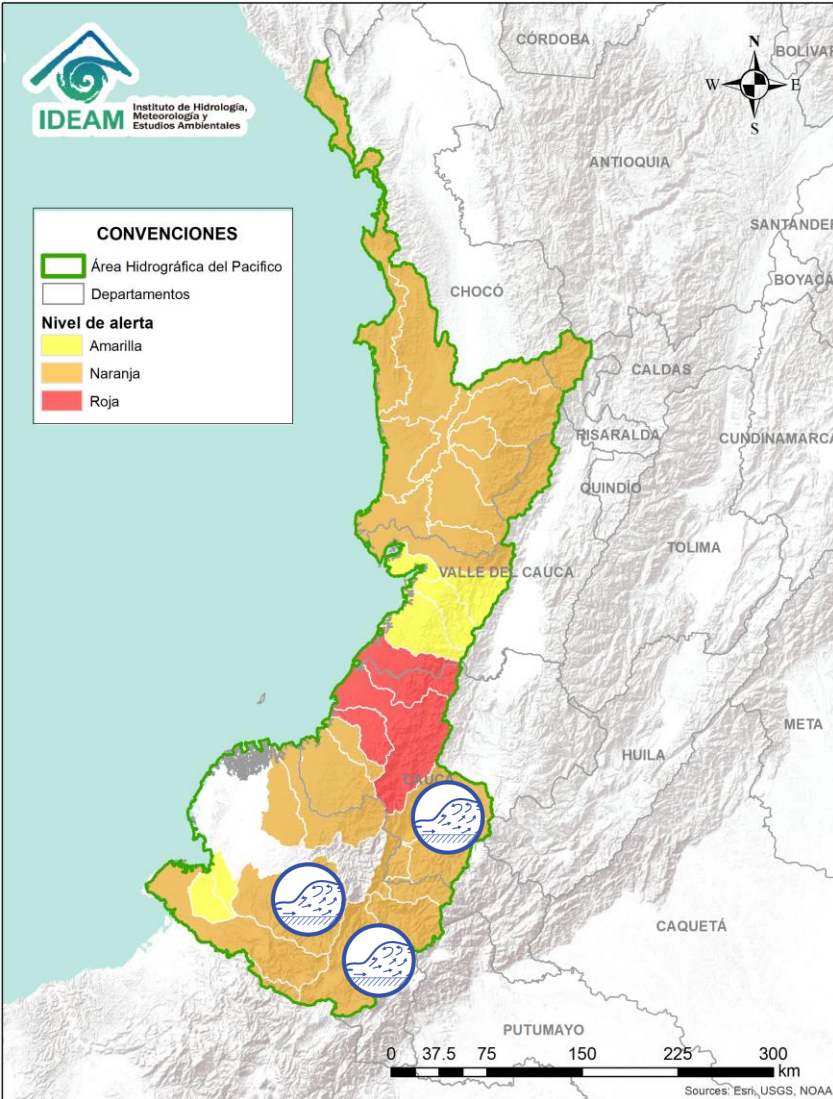 IDEAM
Instituto de Hidrología,
Meteorología y
Estudios Ambientales
N
W
E
S
CONVENCIONES
Área Hidrográfica del Pacifico
Departamentos
Nivel de alerta
Amarilla
Naranja
Roja
CÓRDOBA
BOLÍVAR
ANTIOQUIA
SANTANDER
BOYACÁ
CHOCÓ
CALDAS
RISARALDA
CUNDINAMARCA
QUINDÍO
TOLIMA
VALLE DEL CAUCA
META
HUILA
CAUCA
CAQUETÁ
PUTUMAYO
0 37.5 75 150 225 300
km
Sources: Esri, USGS, NOAA